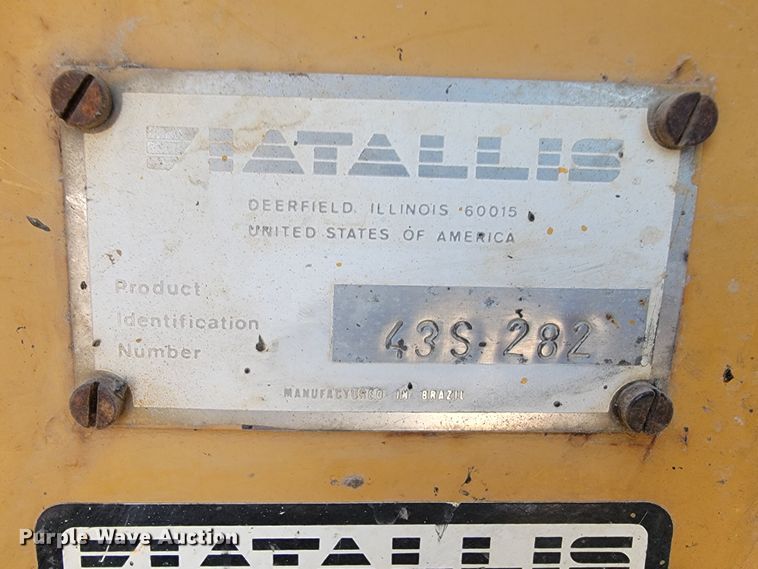 FIATALLIS
DEERFIELD, ILLINOIS 60015
UNITED STATES OF AMERICA
Product
Identification
Number
43S-282
MANUFACTURED IN BRAZIL
FIATALLIS
Purple Wave Auction